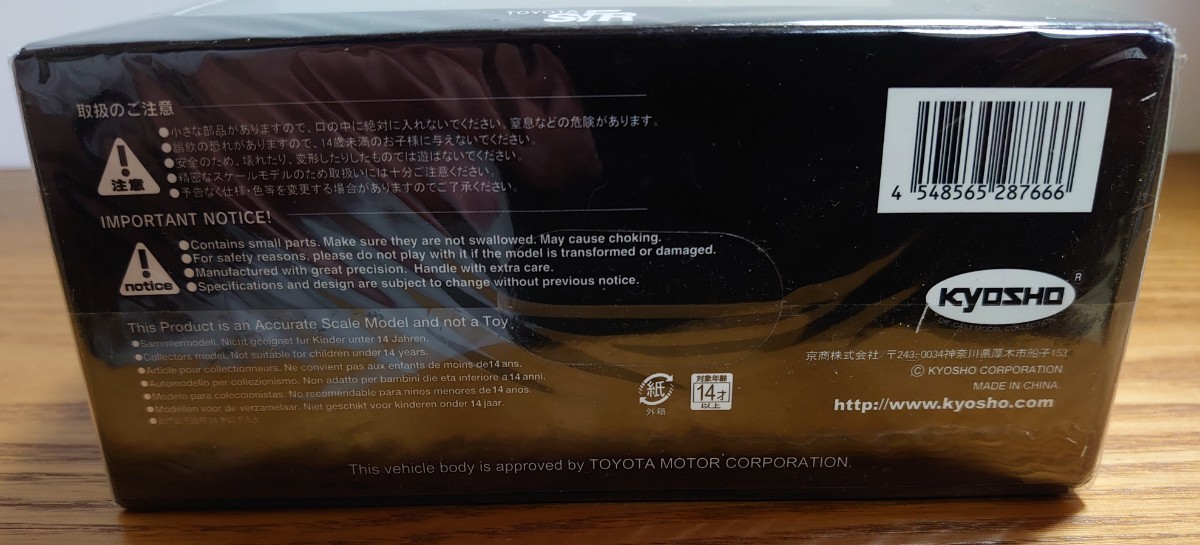 TOYOTA
取扱のご注意
●小さな部品がありますので、口の中に絶対に入れないでください。窒息などの危険があります。
●誤飲の恐れがありますので、14歳未満のお子様に与えないでください。
●安全のため、壊れたり、変形したりしたものでは遊ばないでください。
●精密なスケールモデルのため取扱いには十分ご注意ください。
●予告なく仕様・色等を変更する場合がありますのでご了承ください。
注意
4 548565 287666
IMPORTANT NOTICE!
●Contains small parts. Make sure they are not swallowed. May cause choking.
●For safety reasons, please do not play with it if the model is transformed or damaged.
●Manufactured with great precision. Handle with extra care.
●Specifications and design are subject to change without previous notice.
notice
KYOSHO
R
DIE-CAST MODEL COLLECTION
This Product is an Accurate Scale Model and not a Toy.
●Sammlermodell. Nicht geeignet fur Kinder unter 14 Jahren.
●Collectors model. Not suitable for children under 14 years.
●Article pour collectionneurs. Ne convient pas aux enfants de moins de14 ans.
●Automodello per collezionismo. Non adatto per bambini die eta inferiore a 14 anni.
●Modelo para coleccionistas. No recomendable para ninos menores de 14 anos.
●Modellen voor de verzamelaar. Niet geschikt voor kinderen onder 14 jaar.
紙
外箱
対象年齢
14才
以上
京商株式会社/〒243-0034神奈川県厚木市船子153
© KYOSHO CORPORATION
MADE IN CHINA.
http://www.kyosho.com
This vehicle body is approved by TOYOTA MOTOR CORPORATION.